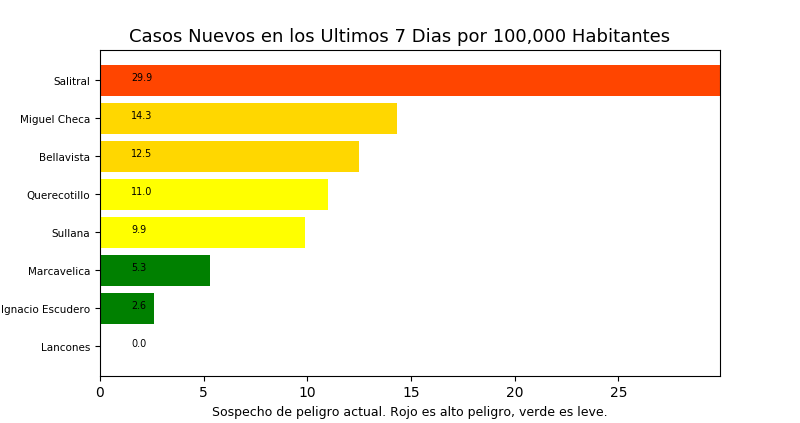 Casos Nuevos en los Ultimos 7 Dias por 100,000 Habitantes
Salitral 29.9
Miguel Checa 14.3
Bellavista 12.5
Querecotillo 11.0
Sullana 9.9
Marcavelica 5.3
Ignacio Escudero 2.6
Lancones 0.0
0 5 10 15 20 25
Sospecho de peligro actual. Rojo es alto peligro, verde es leve.